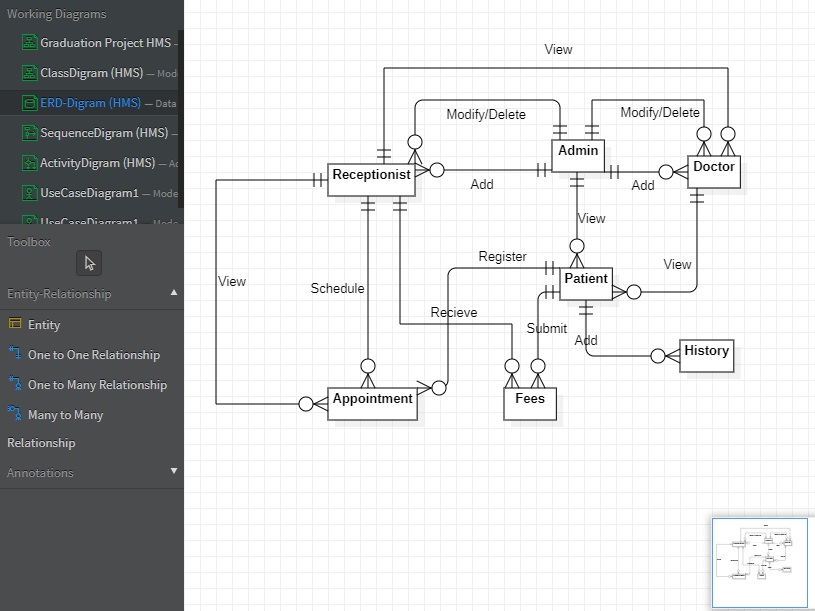 Working Diagrams
Graduation Project HMS —
ClassDigram (HMS) — Mode
ERD-Digram (HMS) — Data
SequenceDigram (HMS) —
ActivityDigram (HMS) — Ac
UseCaseDiagram1 — Mode
UseCaseDiagram1 — Mode
Toolbox
Entity-Relationship
Entity
One to One Relationship
One to Many Relationship
Many to Many
Relationship
Annotations
View
Modify/Delete
Modify/Delete
Admin
Receptionist
Doctor
Add
Add
View
Register
View
Patient
View
Schedule
Recieve
Submit
Add
History
Appointment
Fees